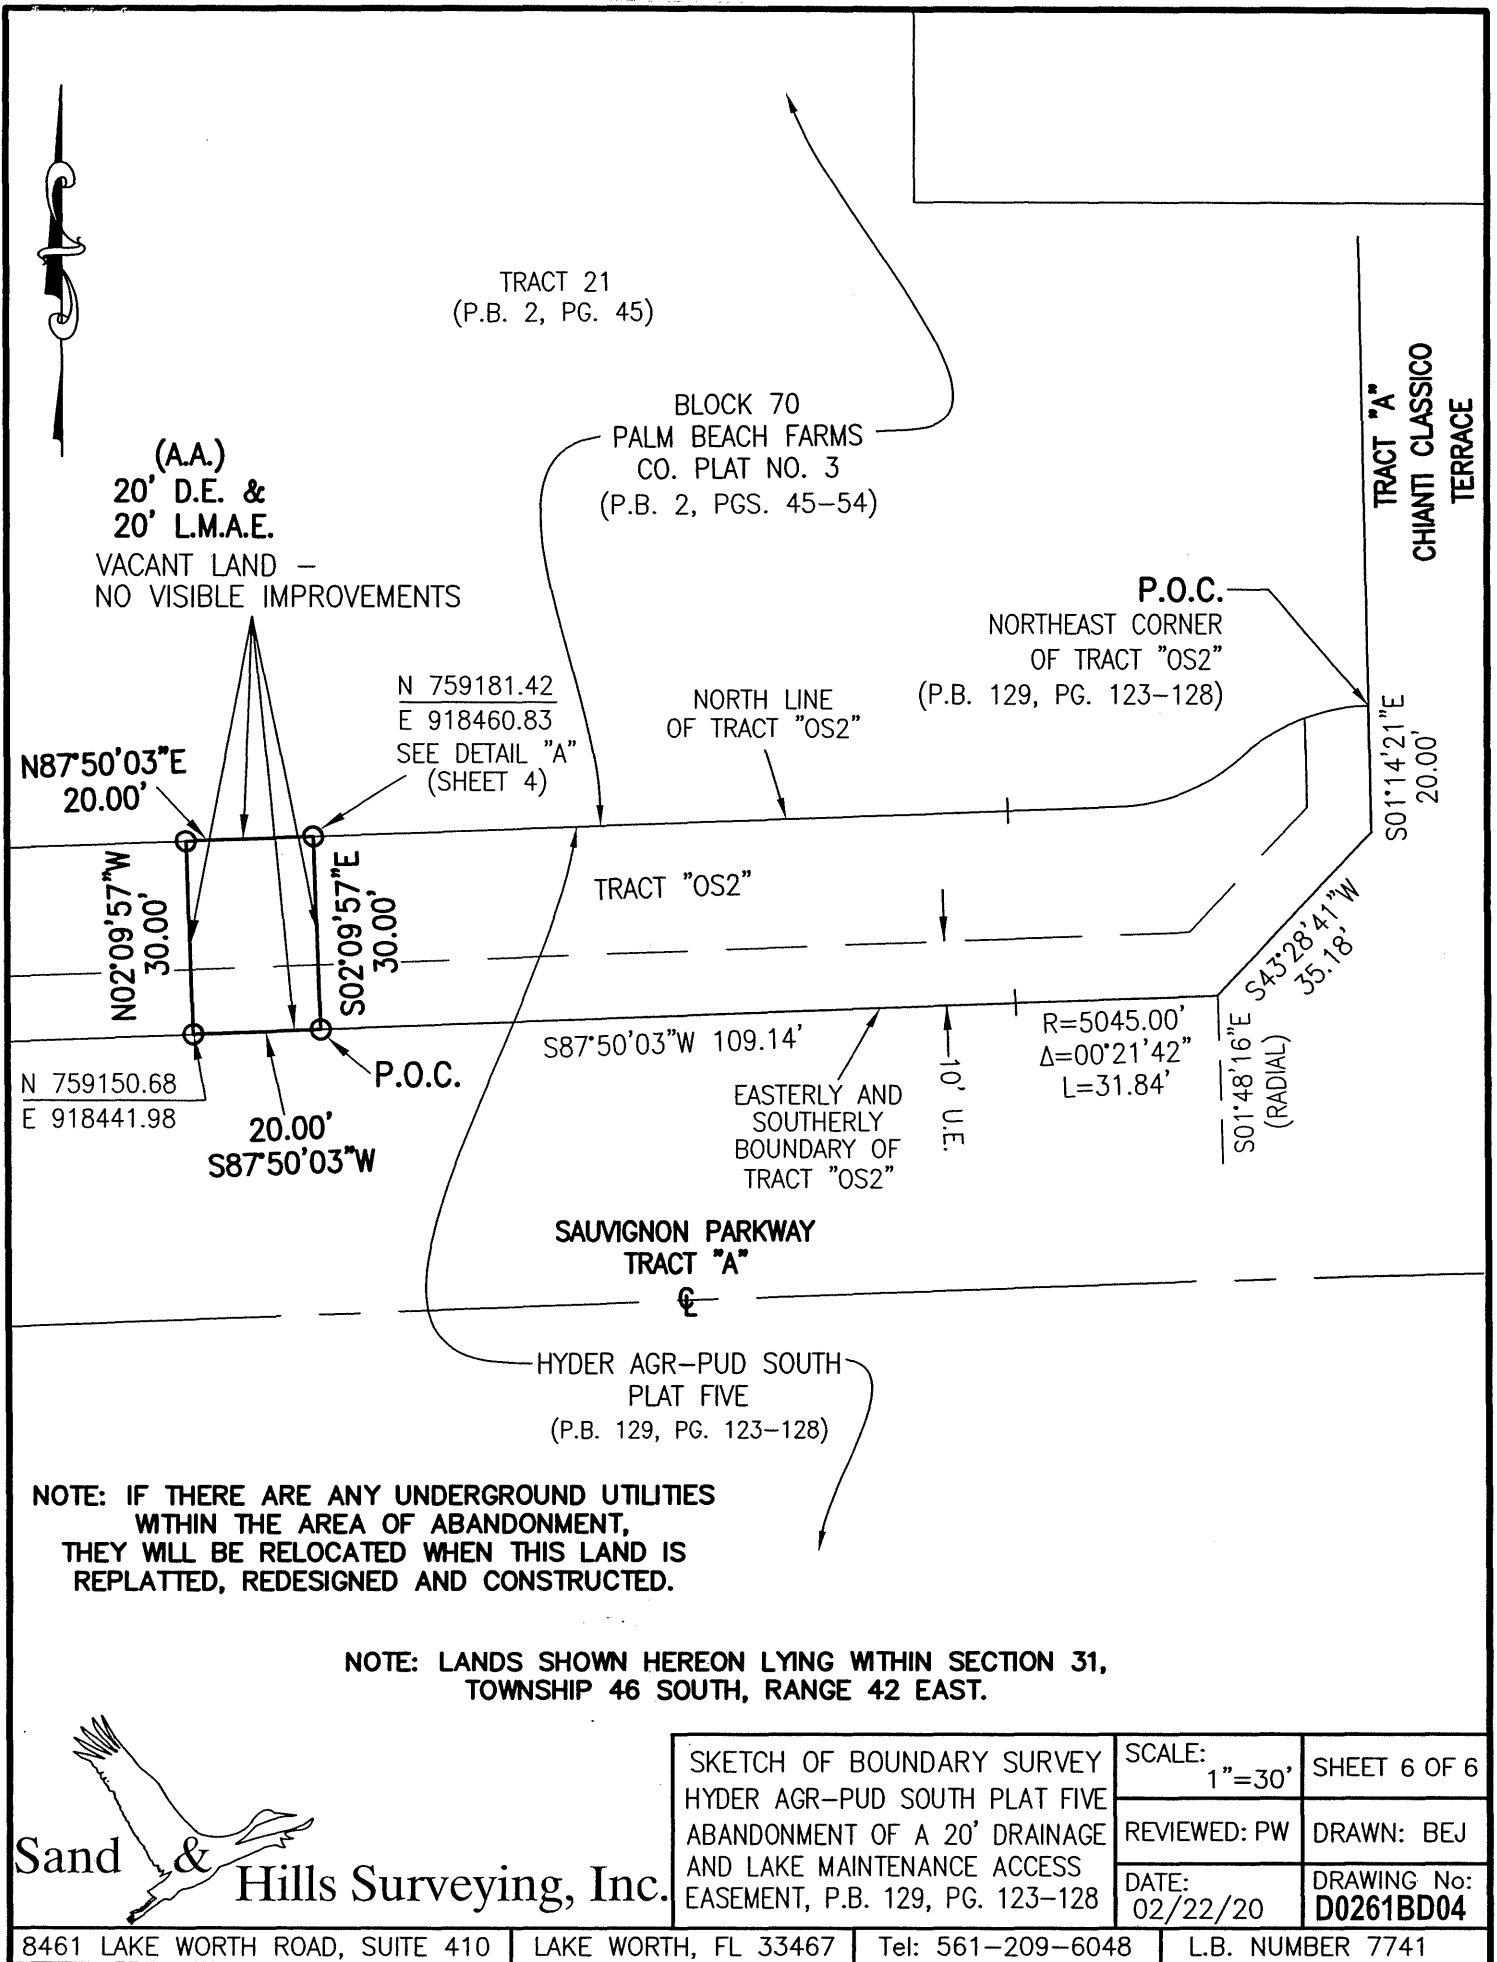 TRACT 21
(P.B. 2, PG. 45)
BLOCK 70
PALM BEACH FARMS
CO. PLAT NO. 3
(P.B. 2, PGS. 45-54)
TRACT "A"
CHIANTI CLASSICO
TERRACE
(A.A.)
20' D.E. &
20' L.M.A.E.
VACANT LAND -
NO VISIBLE IMPROVEMENTS
P.O.C.
NORTHEAST CORNER
OF TRACT "OS2"
(P.B. 129, PG. 123-128)
N 759181.42
E 918460.83
SEE DETAIL "A"
(SHEET 4)
NORTH LINE
OF TRACT "OS2"
S01°14'21"E
20.00'
N87°50'03"E
20.00'
N02°09'57"W
30.00'
S02°09'57"E
30.00'
TRACT "OS2"
S43°28'41"W
35.18'
S87°50'03"W 109.14'
R=5045.00'
Δ=00°21'42"
L=31.84'
S01°48'16"E
(RADIAL)
10' U.E.
P.O.C.
N 759150.68
E 918441.98
20.00'
S87°50'03"W
EASTERLY AND
SOUTHERLY
BOUNDARY OF
TRACT "OS2"
SAUVIGNON PARKWAY
TRACT "A"
℄
HYDER AGR-PUD SOUTH
PLAT FIVE
(P.B. 129, PG. 123-128)
NOTE: IF THERE ARE ANY UNDERGROUND UTILITIES
WITHIN THE AREA OF ABANDONMENT,
THEY WILL BE RELOCATED WHEN THIS LAND IS
REPLATTED, REDESIGNED AND CONSTRUCTED.
NOTE: LANDS SHOWN HEREON LYING WITHIN SECTION 31,
TOWNSHIP 46 SOUTH, RANGE 42 EAST.
Sand &
Hills Surveying, Inc.
SKETCH OF BOUNDARY SURVEY
HYDER AGR-PUD SOUTH PLAT FIVE
ABANDONMENT OF A 20' DRAINAGE
AND LAKE MAINTENANCE ACCESS
EASEMENT, P.B. 129, PG. 123-128
SCALE:
1"=30'
SHEET 6 OF 6
REVIEWED: PW
DRAWN: BEJ
DATE:
02/22/20
DRAWING No:
D0261BD04
8461 LAKE WORTH ROAD, SUITE 410
LAKE WORTH, FL 33467
Tel: 561-209-6048
L.B. NUMBER 7741